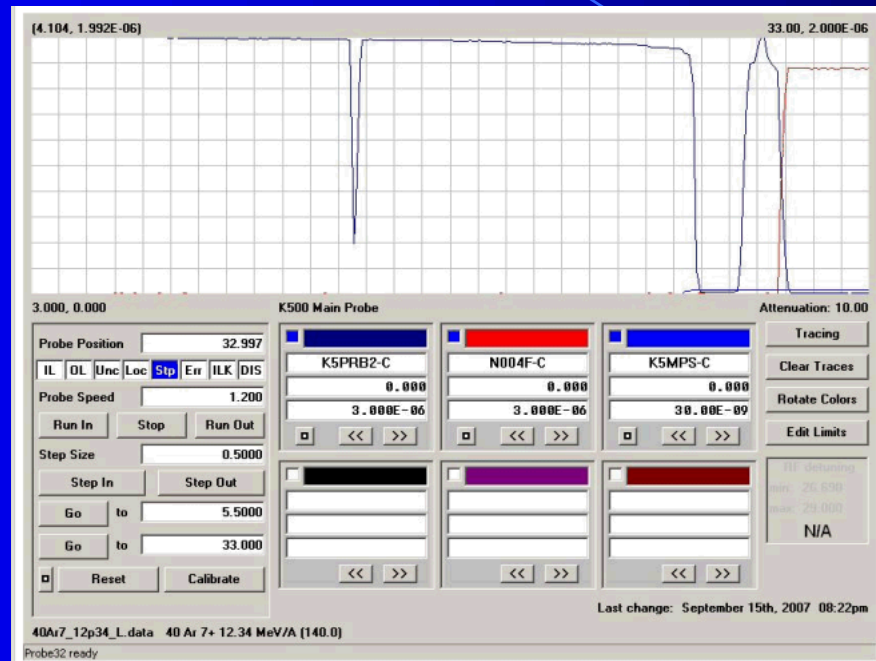 (4.104, 1.992E-06) 33.00, 2.000E-06
3.000, 0.000 K500 Main Probe Attenuation: 10.00
Probe Position 32.997
IL OL Unc Loc Stp Err ILK DIS
Probe Speed 1.200
Run In Stop Run Out
Step Size 0.5000
Step In Step Out
Go to 5.5000
Go to 33.000
Reset Calibrate
K5PRB2-C
0.000
3.000E-06
<< >>
N004F-C
0.000
3.000E-06
<< >>
K5MPS-C
0.000
30.00E-09
<< >>
<< >>
<< >>
<< >>
Tracing
Clear Traces
Rotate Colors
Edit Limits
RF detuning
min: 26.690
max: 29.000
N/A
Last change: September 15th, 2007 08:22pm
40Ar7_12p34_L.data 40 Ar 7+ 12.34 MeV/A (140.0)
Probe32 ready